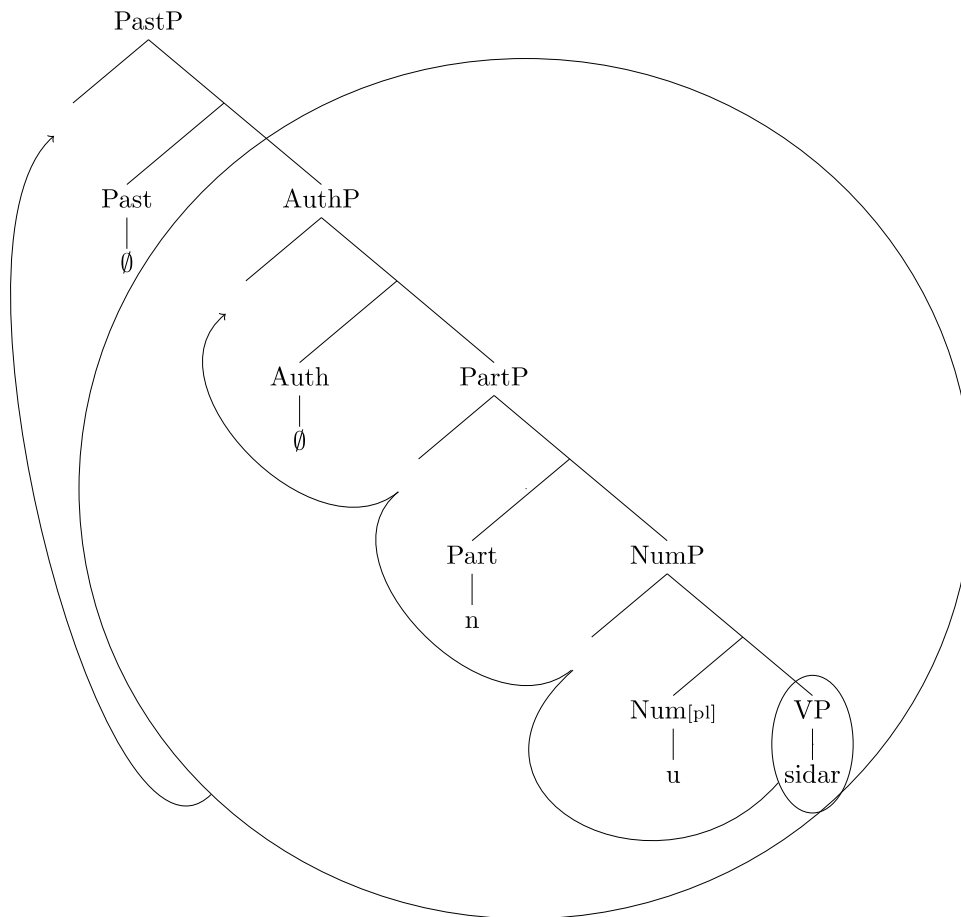 PastP
Past AuthP
∅
Auth PartP
∅
Part NumP
n
Num[pl] VP
u sidar